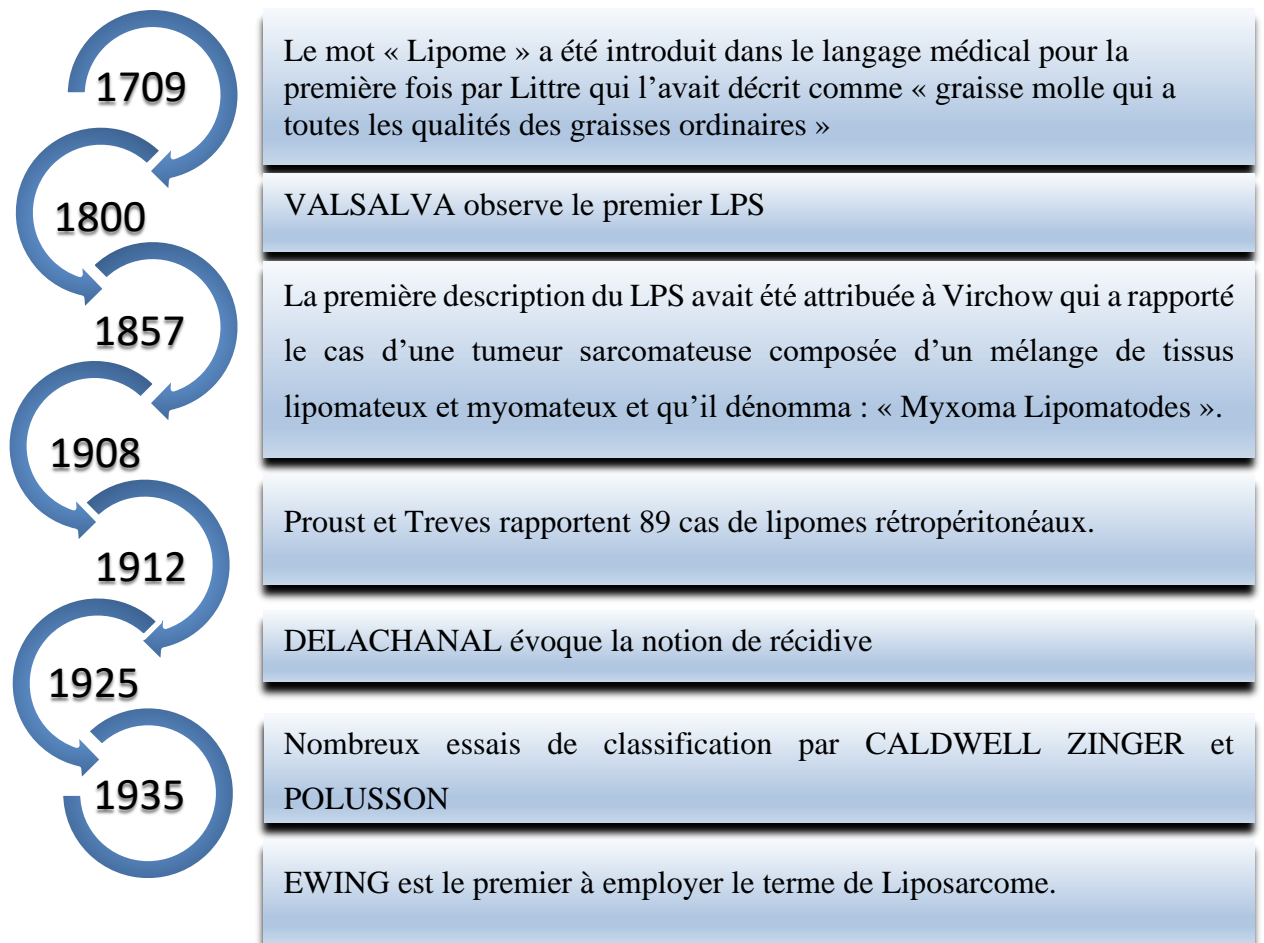 1709
Le mot « Lipome » a été introduit dans le langage médical pour la
première fois par Littre qui l’avait décrit comme « graisse molle qui a
toutes les qualités des graisses ordinaires »
1800
VALSALVA observe le premier LPS
1857
La première description du LPS avait été attribuée à Virchow qui a rapporté
le cas d’une tumeur sarcomateuse composée d’un mélange de tissus
lipomateux et myomateux et qu’il dénomma : « Myxoma Lipomatodes ».
1908
Proust et Treves rapportent 89 cas de lipomes rétropéritonéaux.
1912
DELACHANAL évoque la notion de récidive
1925
Nombreux essais de classification par CALDWELL ZINGER et
POLUSSON
1935
EWING est le premier à employer le terme de Liposarcome.